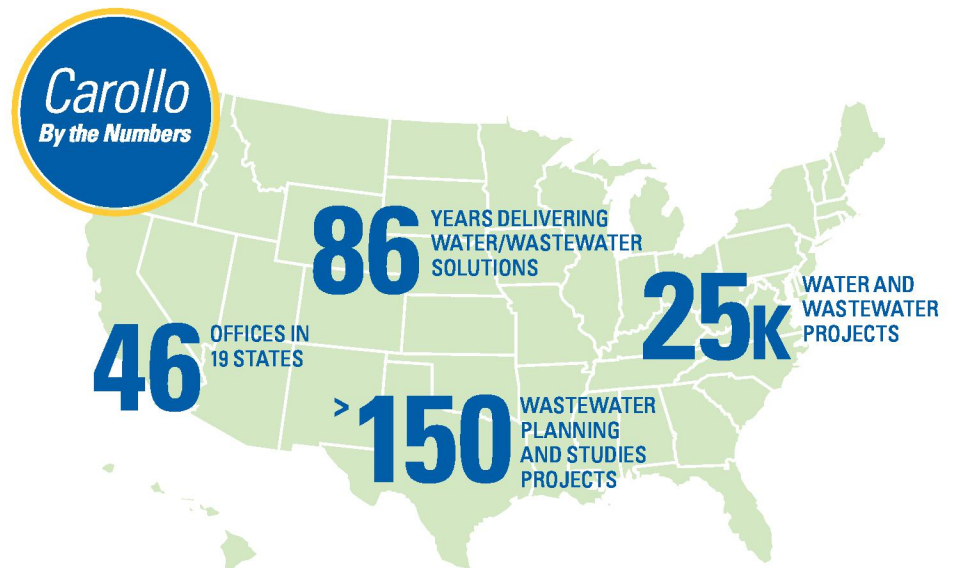 Carollo
By the Numbers
86
YEARS DELIVERING
WATER/WASTEWATER
SOLUTIONS
25K
WATER AND
WASTEWATER
PROJECTS
46
OFFICES IN
19 STATES
>150
WASTEWATER
PLANNING
AND STUDIES
PROJECTS